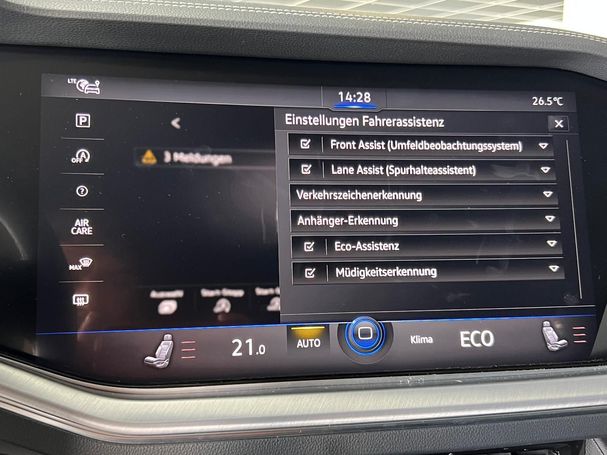 LTE
14:28
26.5°C
Einstellungen Fahrerassistenz
P
Front Assist (Umfeldbeobachtungssystem)
3 Meldungen
OFF
Lane Assist (Spurhalteassistent)
Verkehrszeichenerkennung
AIR
CARE
Anhänger-Erkennung
Eco-Assistenz
MAX
Müdigkeitserkennung
Auswahl
21.0
AUTO
Klima
ECO